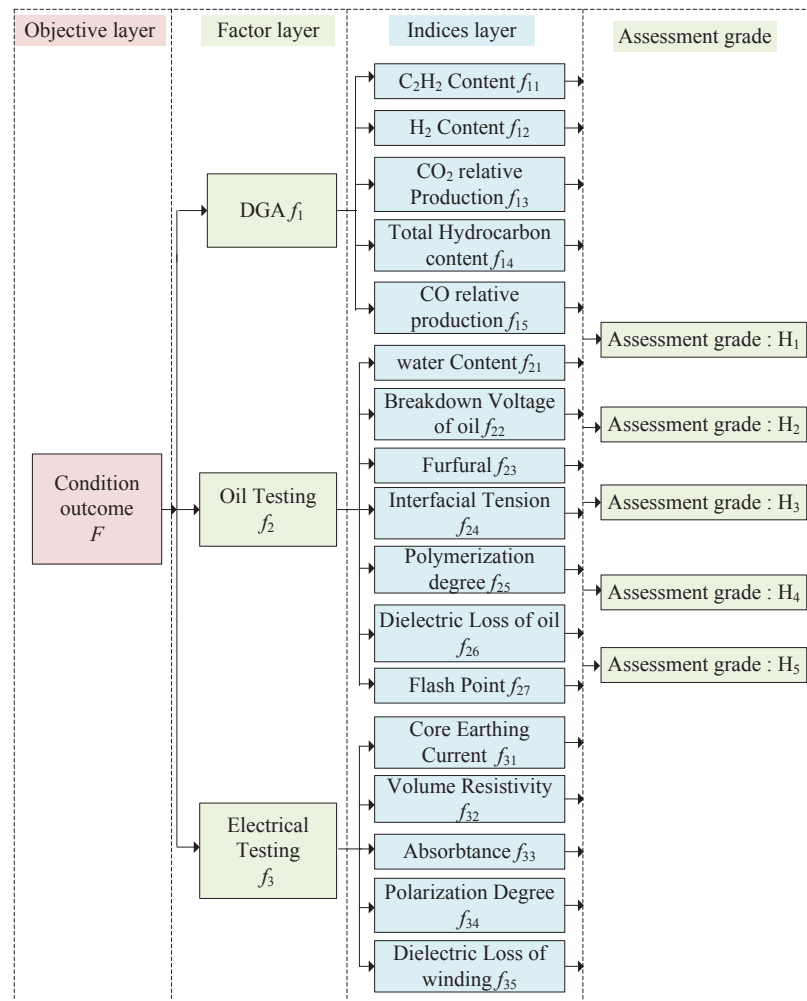 Objective layer
Factor layer
Indices layer
Assessment grade
C₂H₂ Content f₁₁
H₂ Content f₁₂
CO₂ relative
Production f₁₃
DGA f₁
Total Hydrocarbon
content f₁₄
CO relative
production f₁₅
Assessment grade : H₁
water Content f₂₁
Breakdown Voltage
of oil f₂₂
Assessment grade : H₂
Furfural f₂₃
Condition
outcome
F
Oil Testing
f₂
Interfacial Tension
f₂₄
Assessment grade : H₃
Polymerization
degree f₂₅
Assessment grade : H₄
Dielectric Loss of oil
f₂₆
Assessment grade : H₅
Flash Point f₂₇
Core Earthing
Current f₃₁
Volume Resistivity
f₃₂
Electrical
Testing
f₃
Absorbtance f₃₃
Polarization Degree
f₃₄
Dielectric Loss of
winding f₃₅